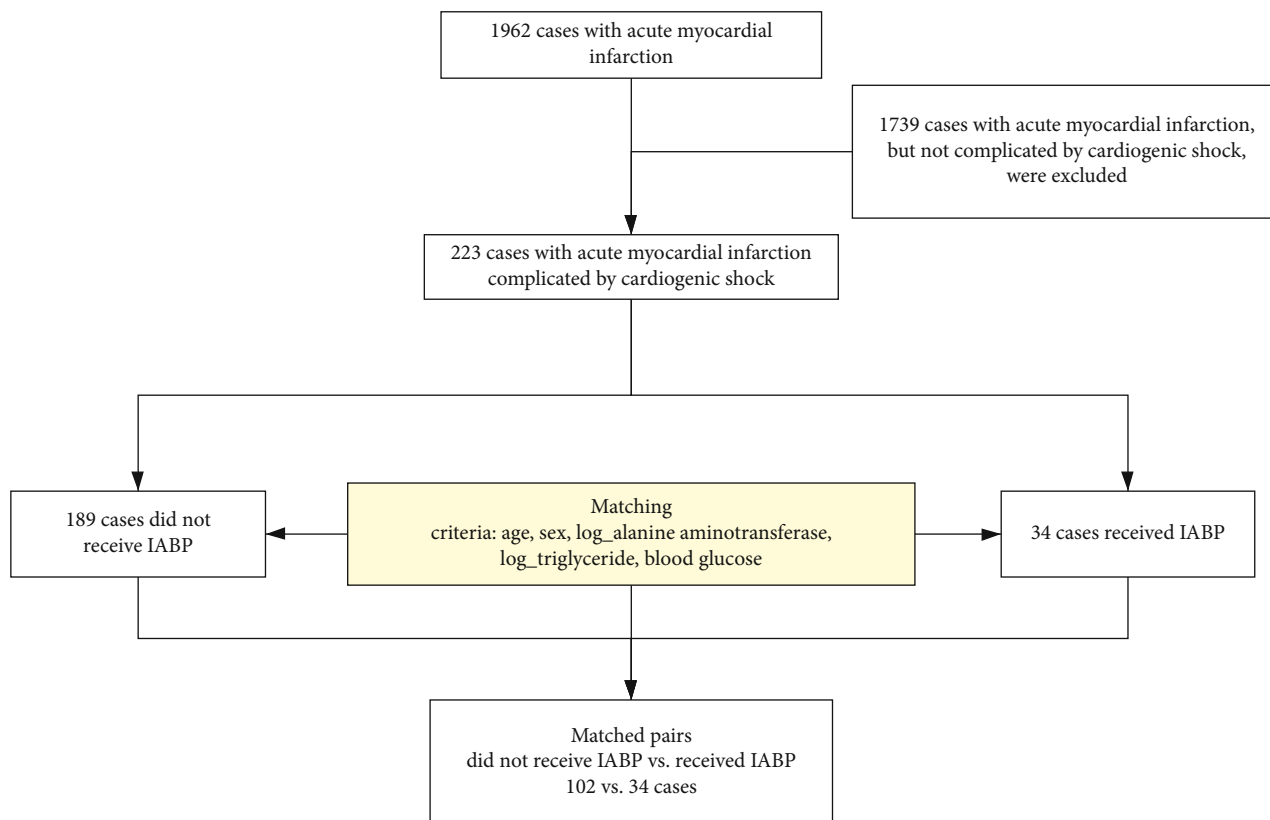 1962 cases with acute myocardial
infarction
1739 cases with acute myocardial infarction,
but not complicated by cardiogenic shock,
were excluded
223 cases with acute myocardial infarction
complicated by cardiogenic shock
189 cases did not
receive IABP
Matching
criteria: age, sex, log_alanine aminotransferase,
log_triglyceride, blood glucose
34 cases received IABP
Matched pairs
did not receive IABP vs. received IABP
102 vs. 34 cases